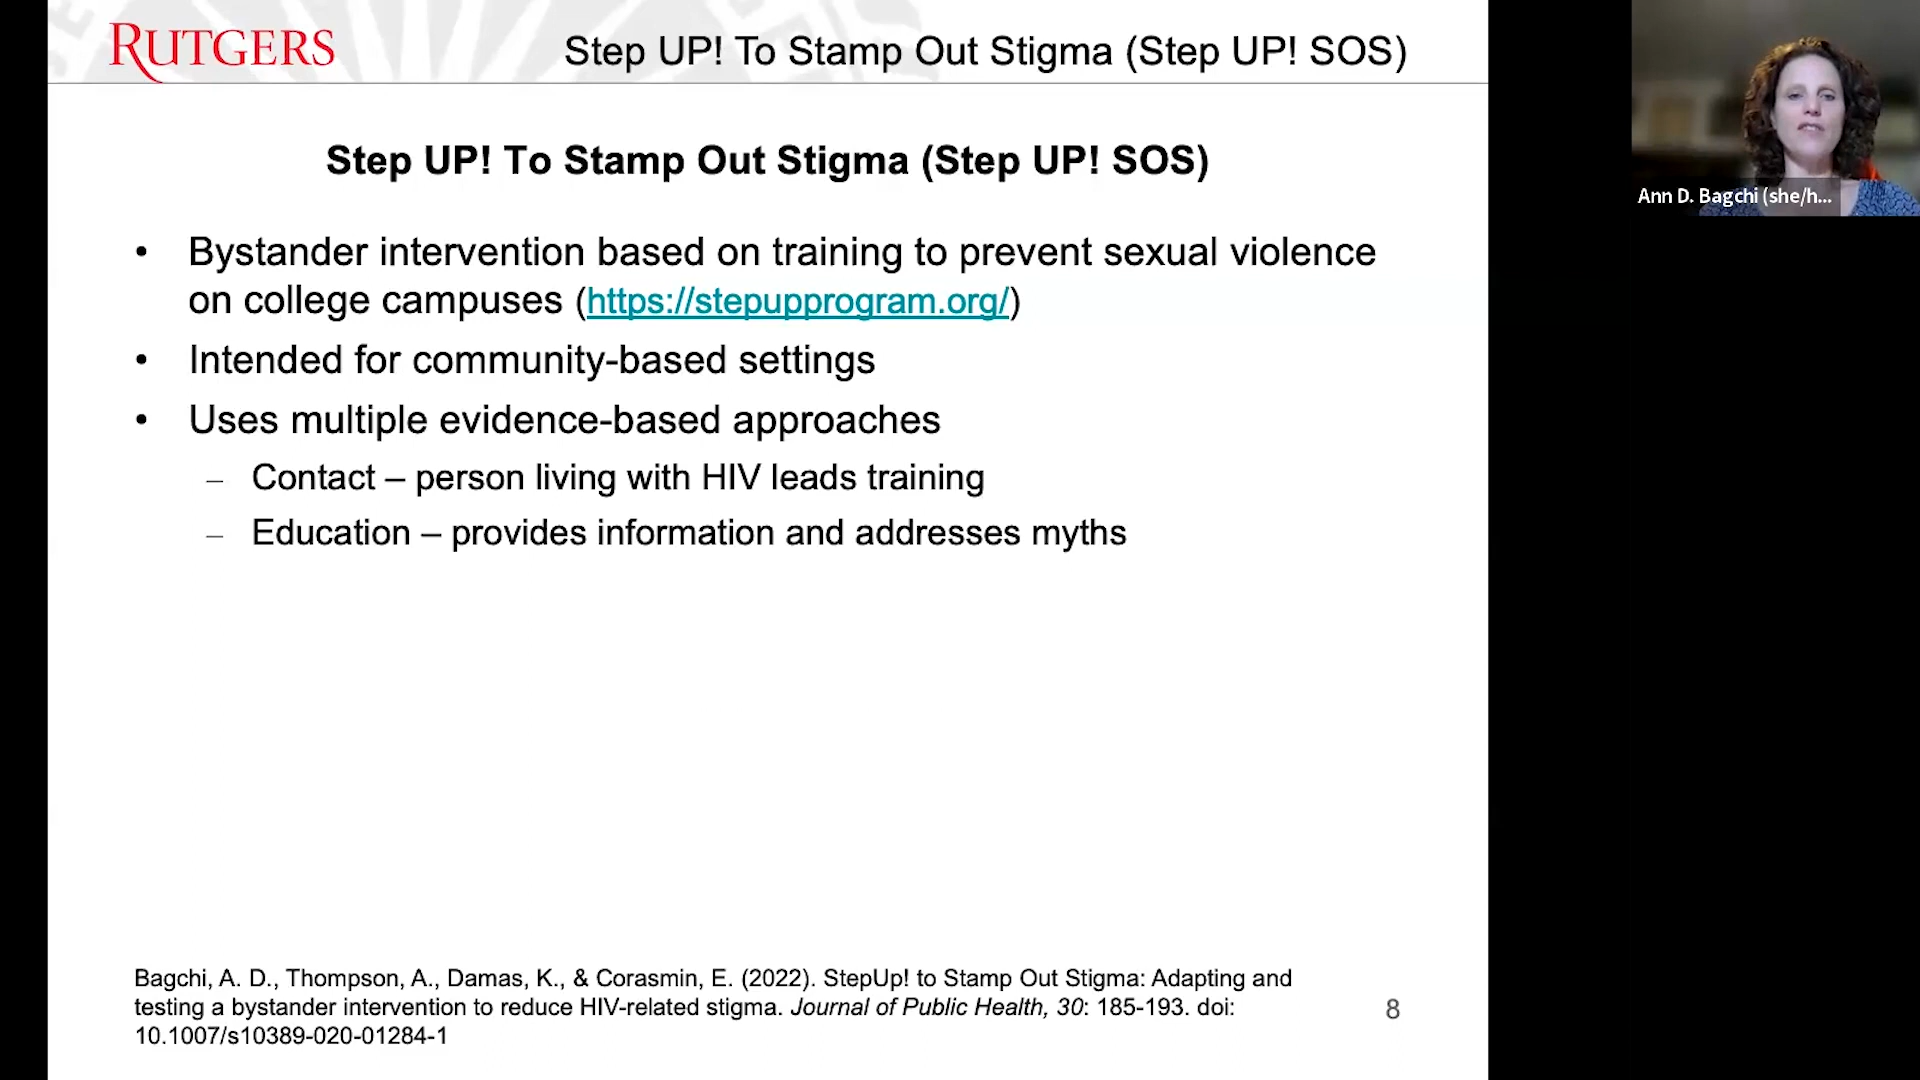 RUTGERS
Step UP! To Stamp Out Stigma (Step UP! SOS)
Ann D. Bagchi (she/h...
Step UP! To Stamp Out Stigma (Step UP! SOS)
• Bystander intervention based on training to prevent sexual violence
on college campuses (https://stepupprogram.org/)
• Intended for community-based settings
• Uses multiple evidence-based approaches
– Contact – person living with HIV leads training
– Education – provides information and addresses myths
Bagchi, A. D., Thompson, A., Damas, K., & Corasmin, E. (2022). StepUp! to Stamp Out Stigma: Adapting and
testing a bystander intervention to reduce HIV-related stigma. Journal of Public Health, 30: 185-193. doi:
10.1007/s10389-020-01284-1
8